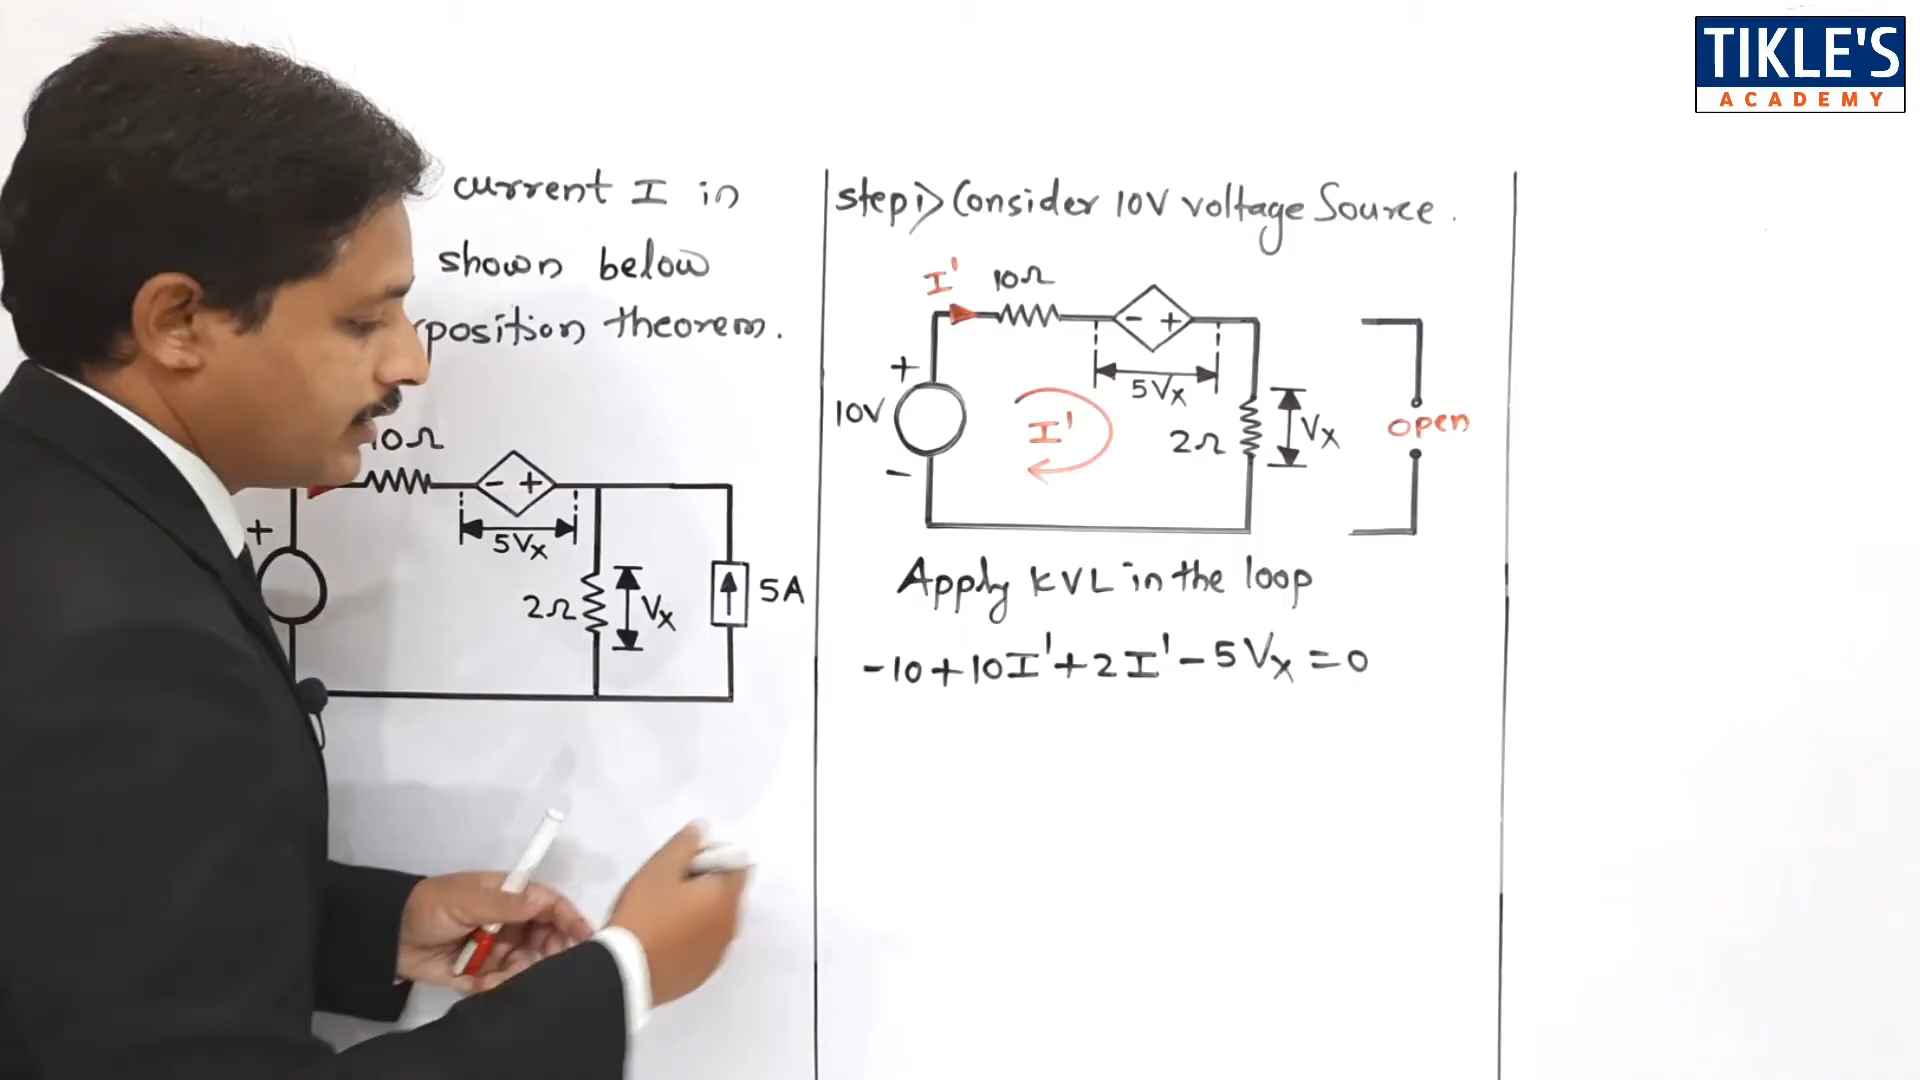 TIKLE'S
ACADEMY
current I in
shown below
position theorem.
10Ω
- +
5Vx
+
2Ω
Vx
5A
step i> Consider 10V voltage Source.
I'
10Ω
- +
5Vx
+
10V
-
I'
2Ω
Vx
open
Apply KVL in the loop
-10+10I'+2I'-5Vx=0